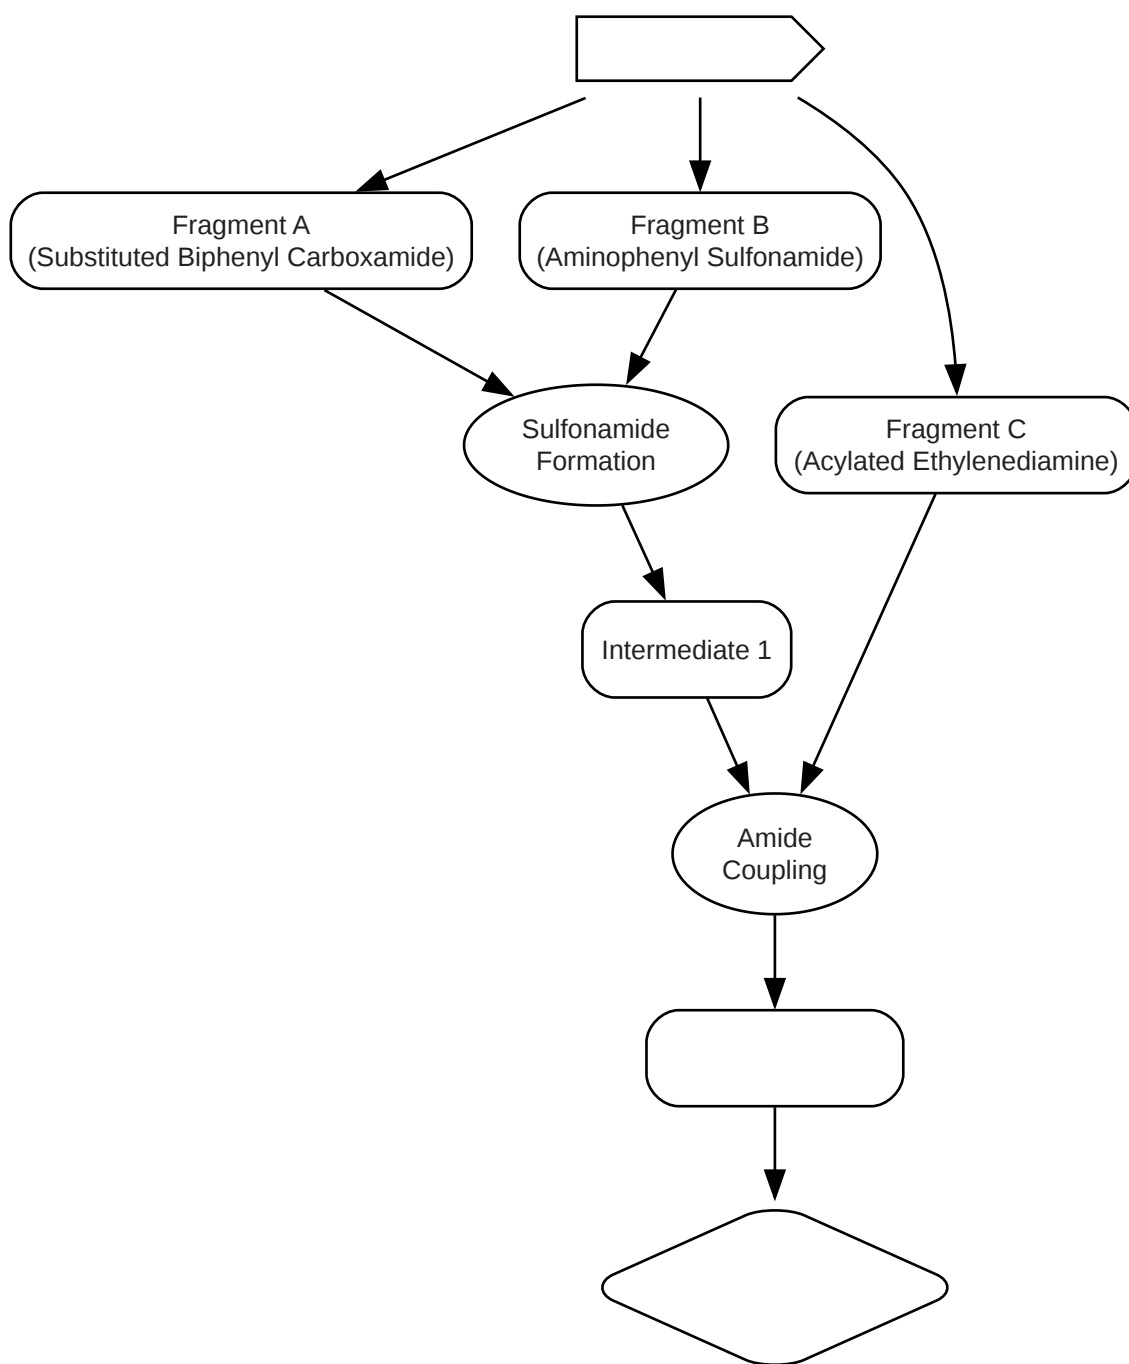 Fragment A
(Substituted Biphenyl Carboxamide)
Fragment B
(Aminophenyl Sulfonamide)
Sulfonamide
Formation
Fragment C
(Acylated Ethylenediamine)
Intermediate 1
Amide
Coupling